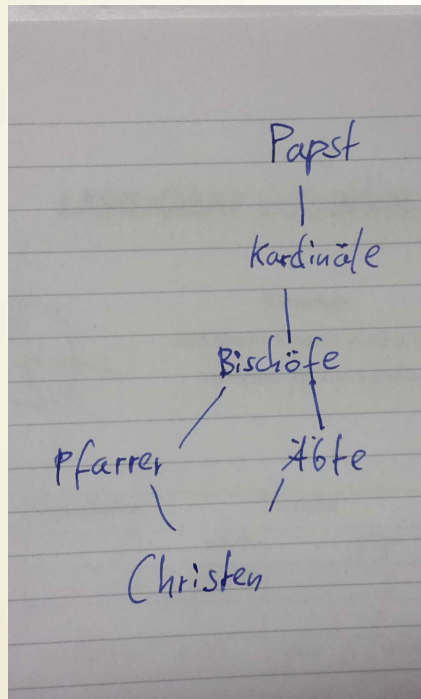 Papst
Kardinäle
Bischöfe
Pfarrer Äbte
Christen